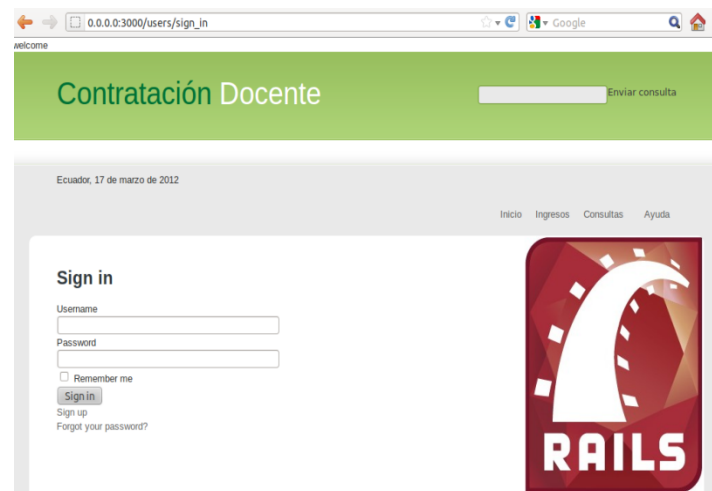 0.0.0.0:3000/users/sign_in
Google
welcome
Contratación Docente
Enviar consulta
Ecuador, 17 de marzo de 2012
Inicio Ingresos Consultas Ayuda
Sign in
Username
Password
Remember me
Sign in
Sign up
Forgot your password?
RAILS